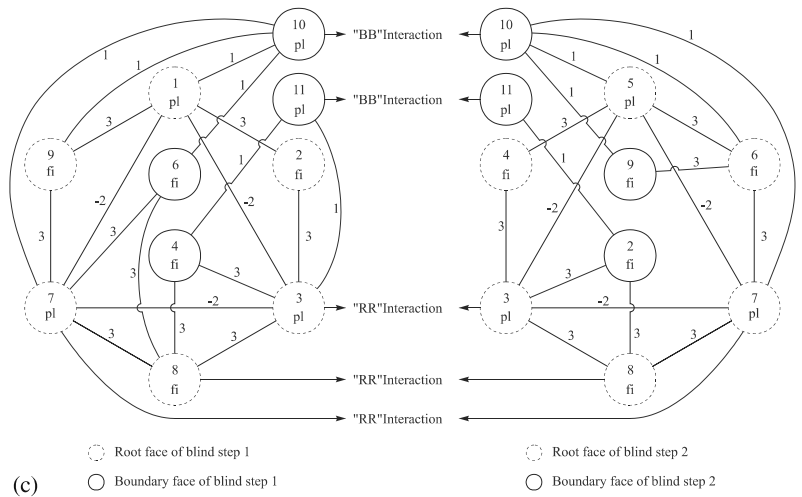 10
pl
"BB"Interaction
10
pl
1
1
1
1
1
1
1
1
1
pl
11
pl
"BB"Interaction
11
pl
5
pl
3
3
3
3
9
fi
2
fi
6
fi
1
1
4
fi
9
fi
3
6
fi
-2
-2
1
-2
-2
3
3
3
3
3
4
fi
2
fi
3
3
3
7
pl
-2
3
pl
"RR"Interaction
3
pl
-2
7
pl
3
3
3
3
3
3
8
fi
"RR"Interaction
8
fi
"RR"Interaction
Root face of blind step 1
Root face of blind step 2
(c)
Boundary face of blind step 1
Boundary face of blind step 2